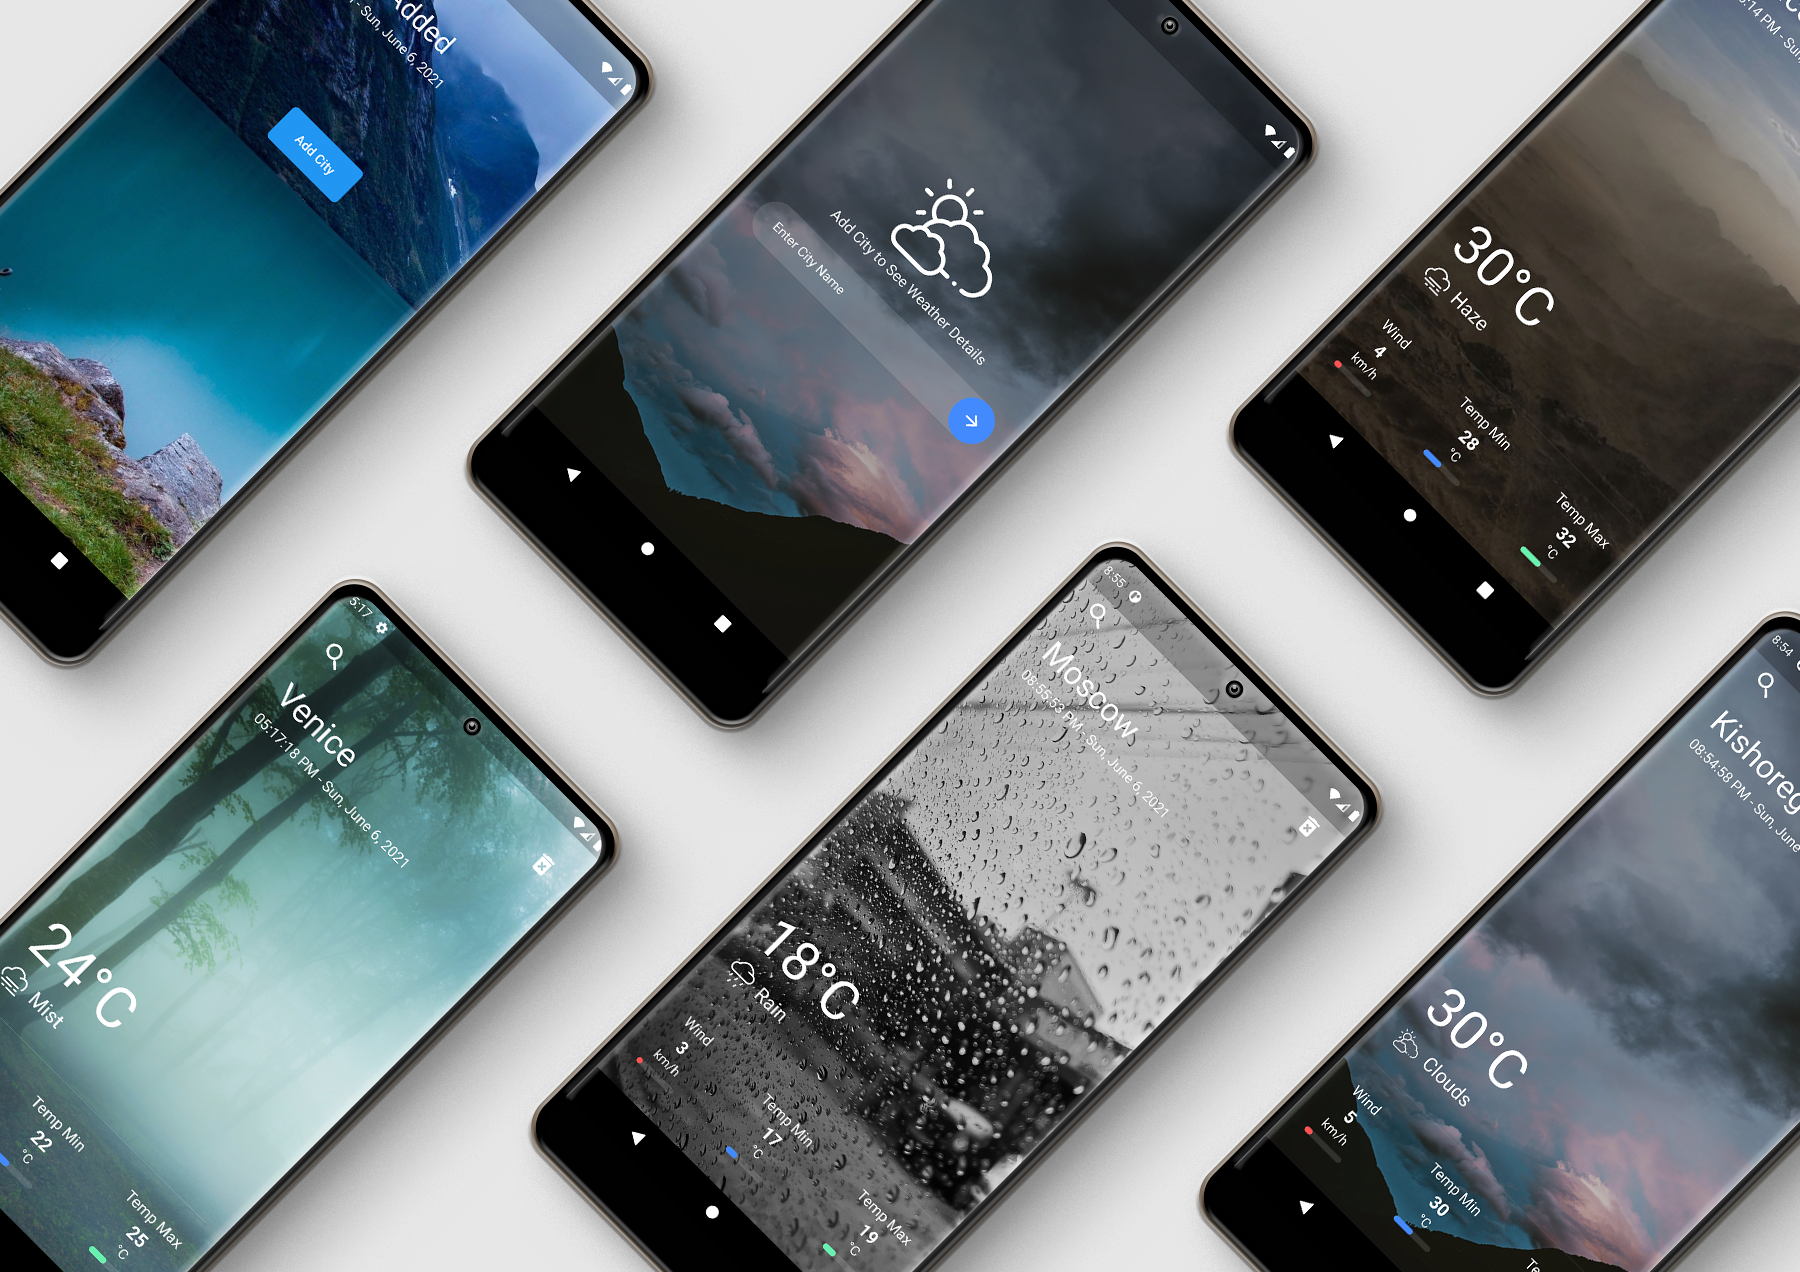 Added
- Sun, June 6, 2021
Add City
Add City to See Weather Details
Enter City Name
:14 PM - Sun
30°C
Haze
Wind
4
km/h
Temp Min
28
°C
Temp Max
32
°C
5:17
Venice
05:17:18 PM - Sun, June 6, 2021
24°C
Mist
Temp Min
22
°C
Temp Max
25
°C
8:55
Moscow
08:55:53 PM - Sun, June 6, 2021
18°C
Rain
Wind
3
km/h
Temp Min
17
°C
Temp Max
19
°C
8:54
Kishoreg
08:54:58 PM - Sun, June
30°C
Clouds
Wind
5
km/h
Temp Min
30
°C
Te